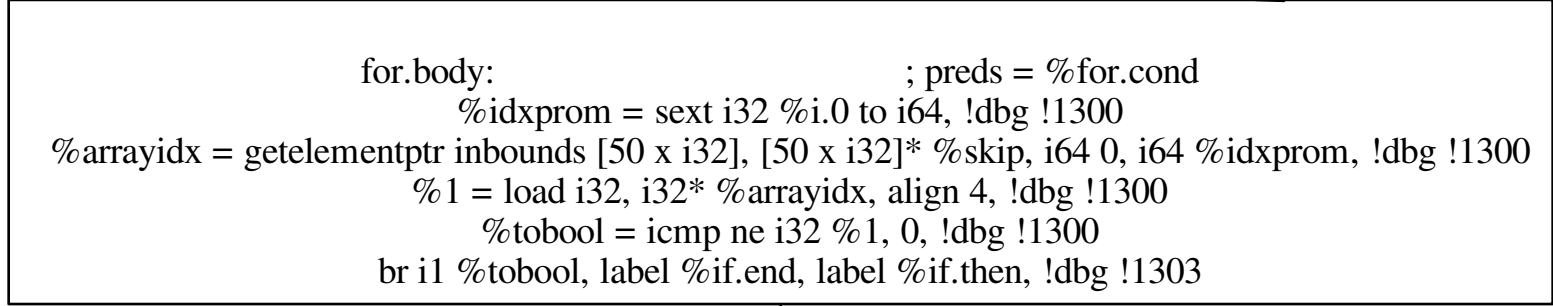 for.body: ; preds = %for.cond
%idxprom = sext i32 %i.0 to i64, !dbg !1300
%arrayidx = getelementptr inbounds [50 x i32], [50 x i32]* %skip, i64 0, i64 %idxprom, !dbg !1300
%1 = load i32, i32* %arrayidx, align 4, !dbg !1300
%tobool = icmp ne i32 %1, 0, !dbg !1300
br i1 %tobool, label %if.end, label %if.then, !dbg !1303